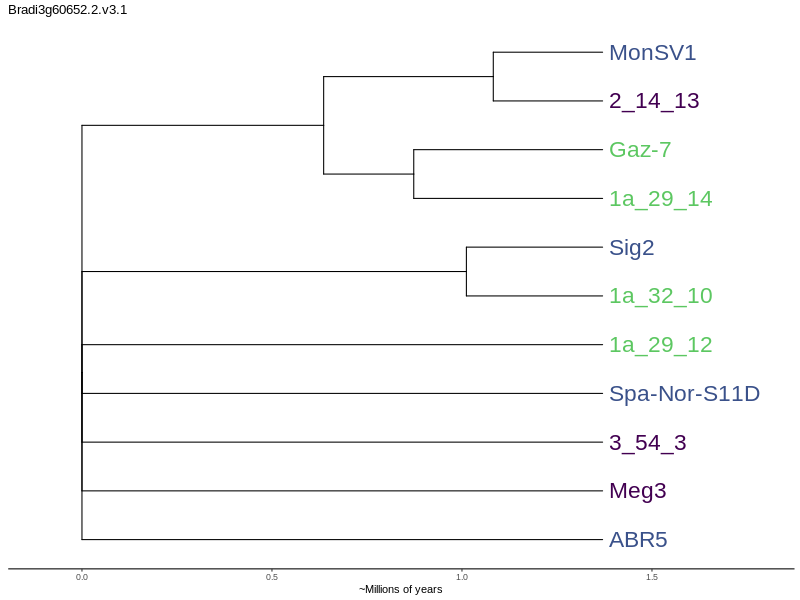 Bradi3g60652.2.v3.1
MonSV1
2_14_13
Gaz-7
1a_29_14
Sig2
1a_32_10
1a_29_12
Spa-Nor-S11D
3_54_3
Meg3
ABR5
0.0 0.5 1.0 1.5
~Millions of years